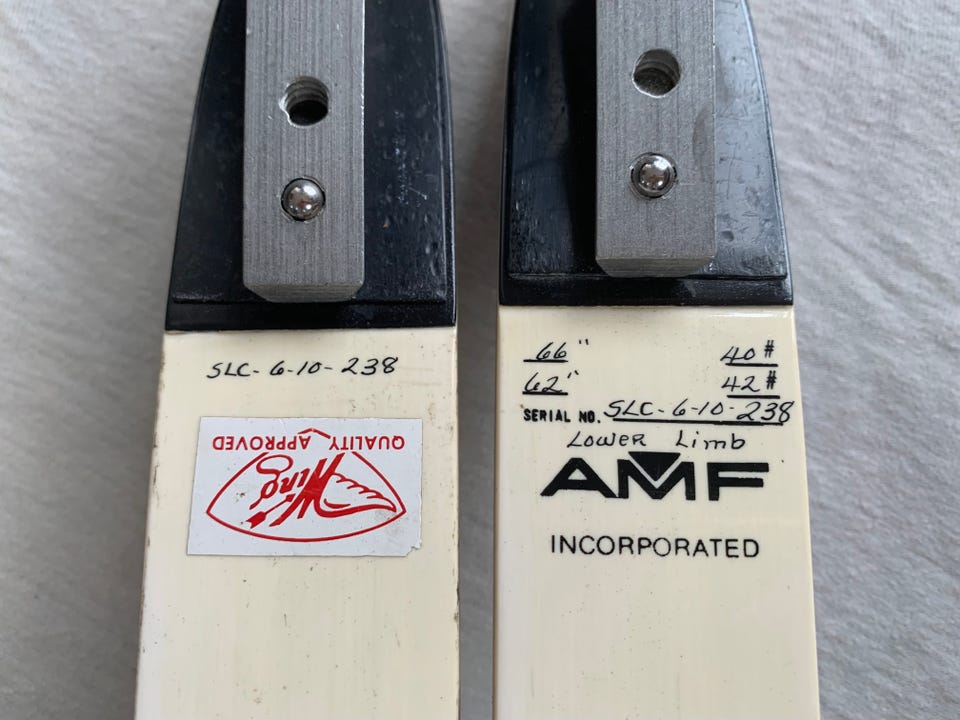 SLC-6-10-238
QUALITY APPROVED
Wing
66" 40#
62" 42#
SERIAL NO. SLC-6-10-238
Lower Limb
AMF
INCORPORATED